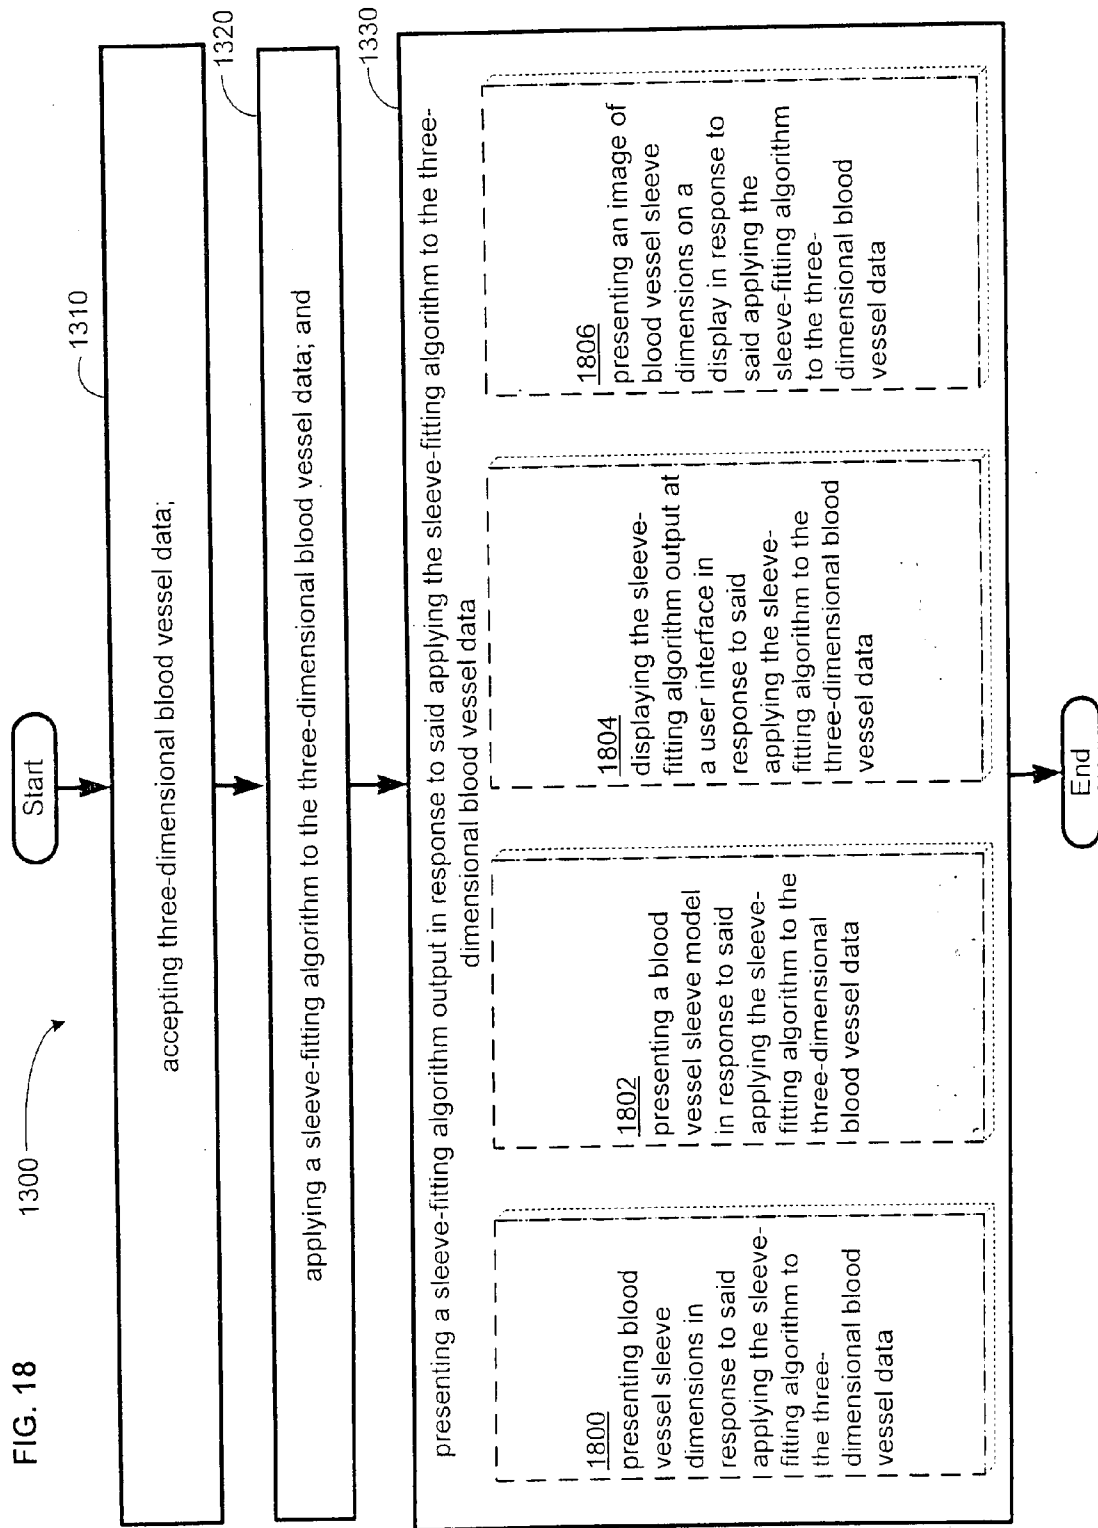 FIG. 18
1300
Start
1310
accepting three-dimensional blood vessel data;
1320
applying a sleeve-fitting algorithm to the three-dimensional blood vessel data; and
1330
presenting a sleeve-fitting algorithm output in response to said applying the sleeve-fitting algorithm to the three-
dimensional blood vessel data
1800
presenting blood
vessel sleeve
dimensions in
response to said
applying the sleeve-
fitting algorithm to
the three-
dimensional blood
vessel data
1802
presenting a blood
vessel sleeve model
in response to said
applying the sleeve-
fitting algorithm to the
three-dimensional
blood vessel data
1804
displaying the sleeve-
fitting algorithm output at
a user interface in
response to said
applying the sleeve-
fitting algorithm to the
three-dimensional blood
vessel data
1806
presenting an image of
blood vessel sleeve
dimensions on a
display in response to
said applying the
sleeve-fitting algorithm
to the three-
dimensional blood
vessel data
End